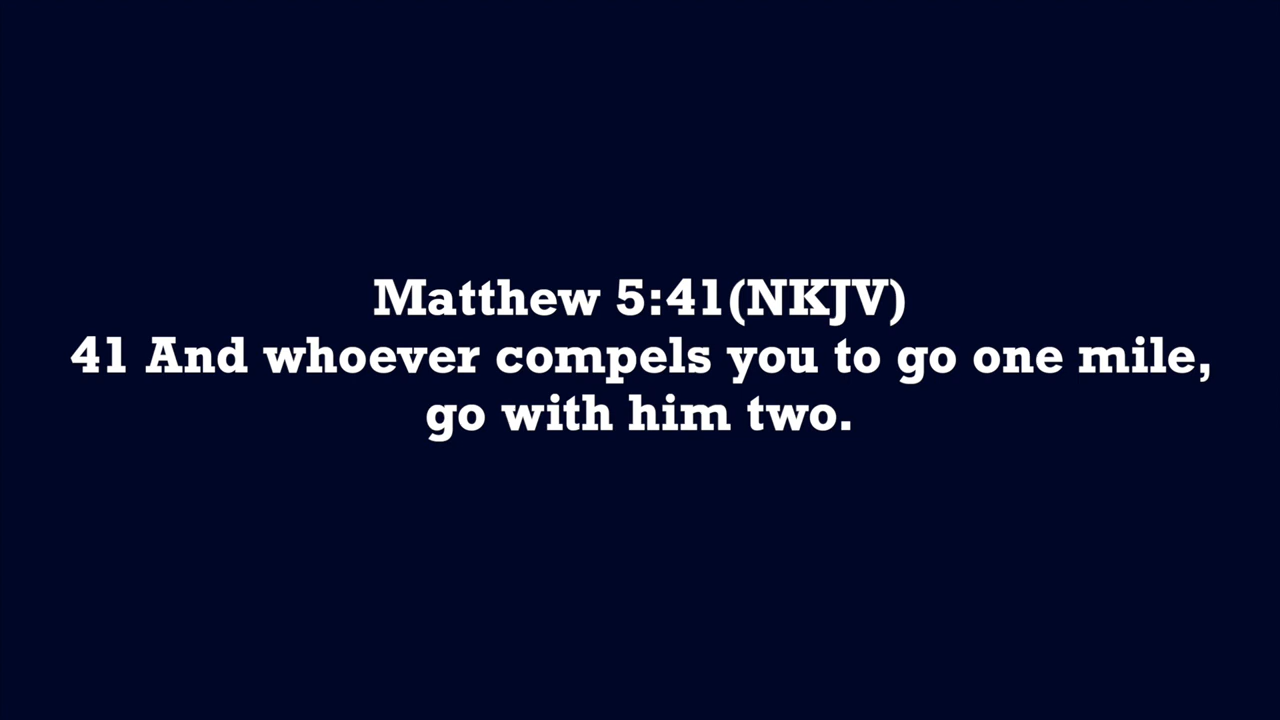 Matthew 5:41(NKJV)
41 And whoever compels you to go one mile,
go with him two.